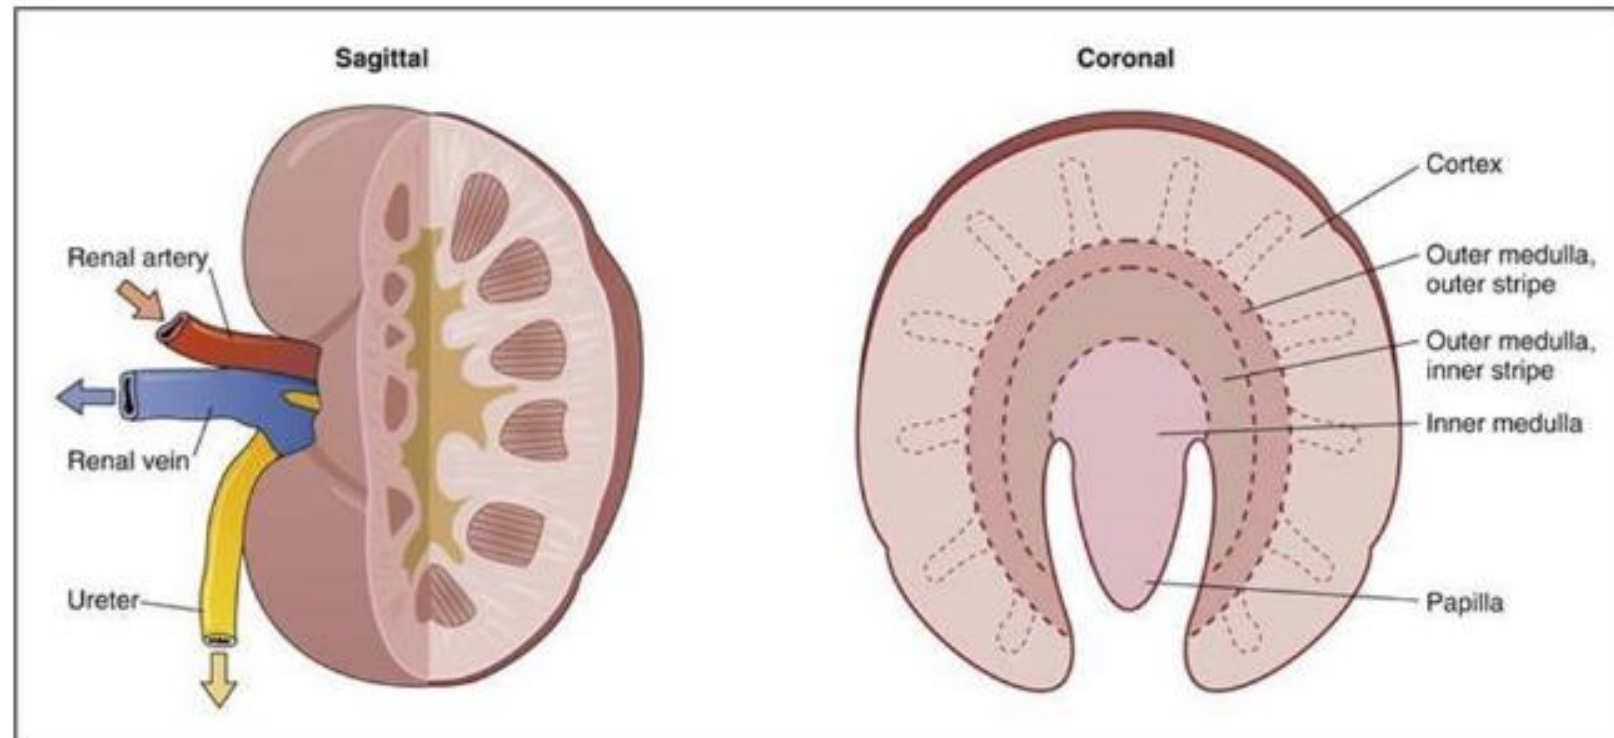 Sagittal
Coronal
Renal artery
Renal vein
Ureter
Cortex
Outer medulla,
outer stripe
Outer medulla,
inner stripe
Inner medulla
Papilla